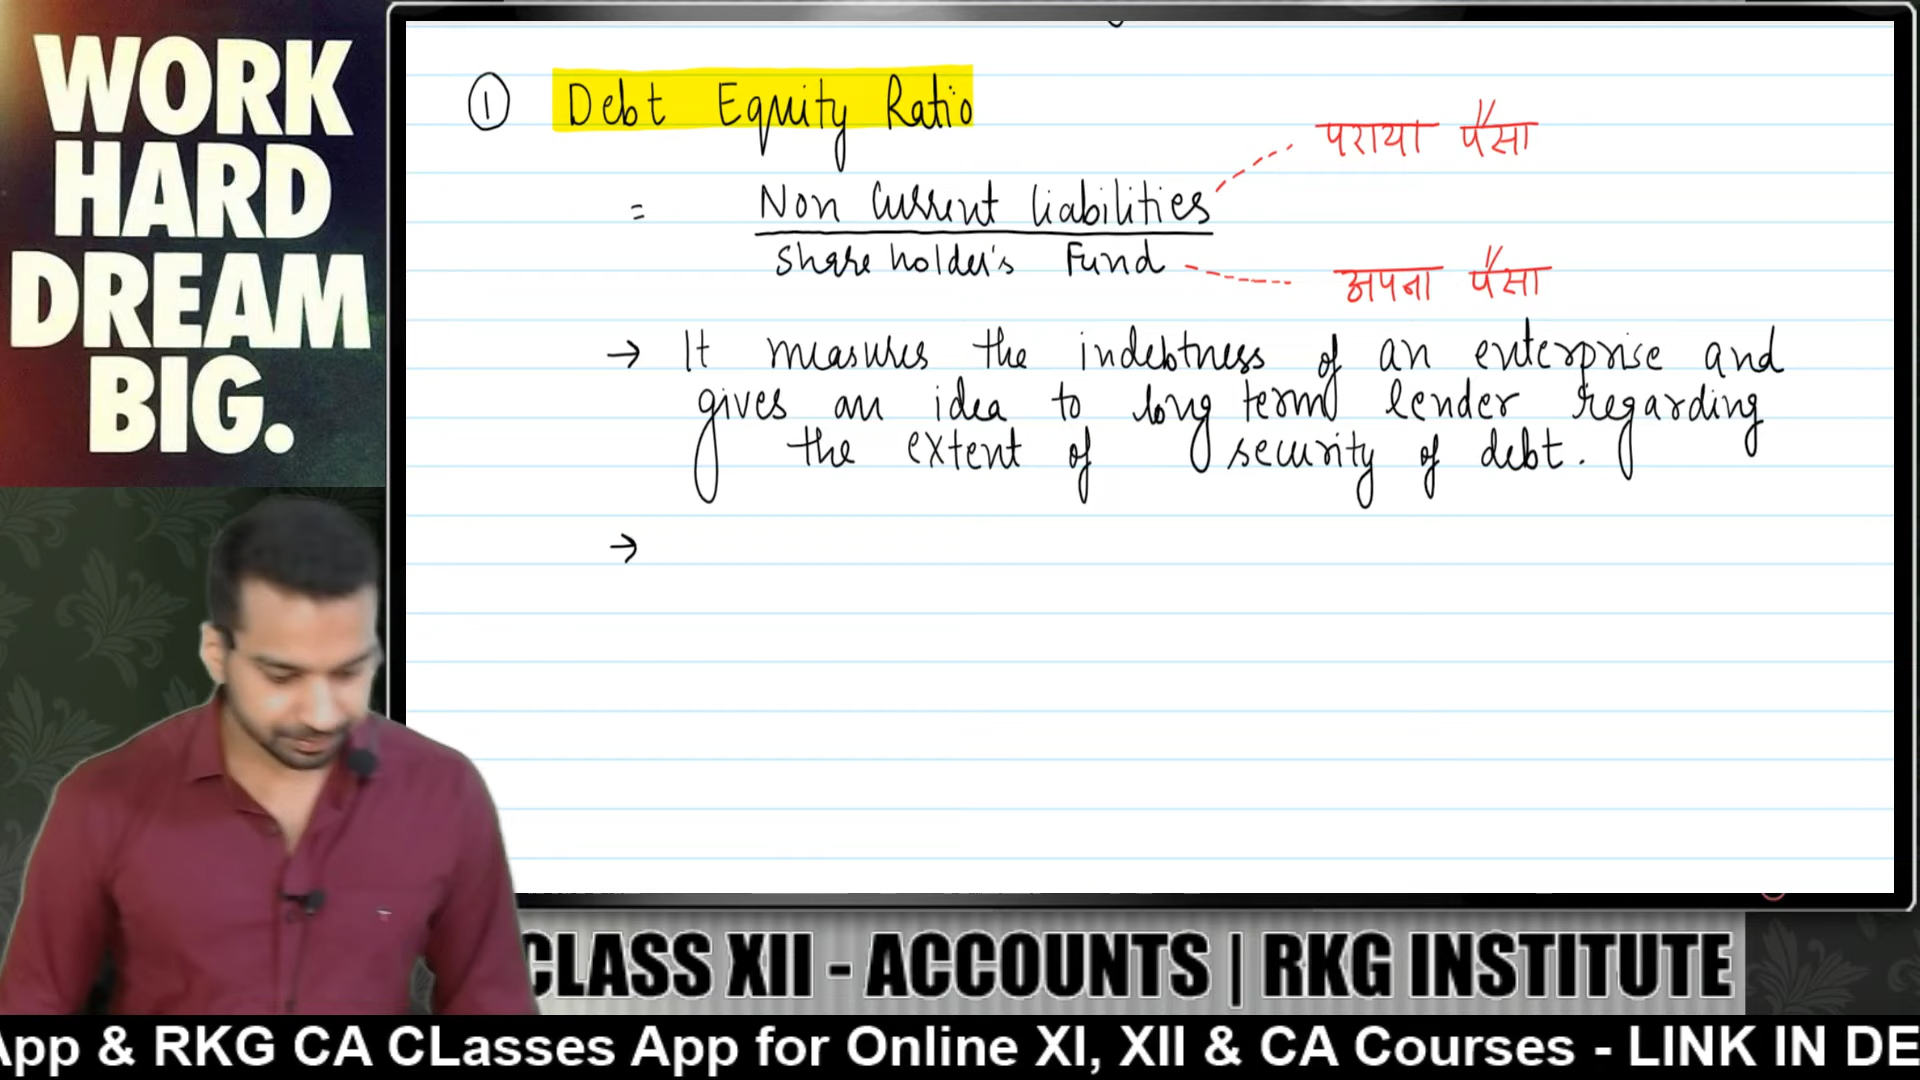 WORK
HARD
DREAM
BIG.
① Debt Equity Ratio
= Non Current Liabilities पराया पैसा
Shareholder's Fund अपना पैसा
→ It measures the indebtness of an enterprise and
gives an idea to long term lender regarding
the extent of security of debt.
→
CLASS XII - ACCOUNTS | RKG INSTITUTE
App & RKG CA CLasses App for Online XI, XII & CA Courses - LINK IN DE